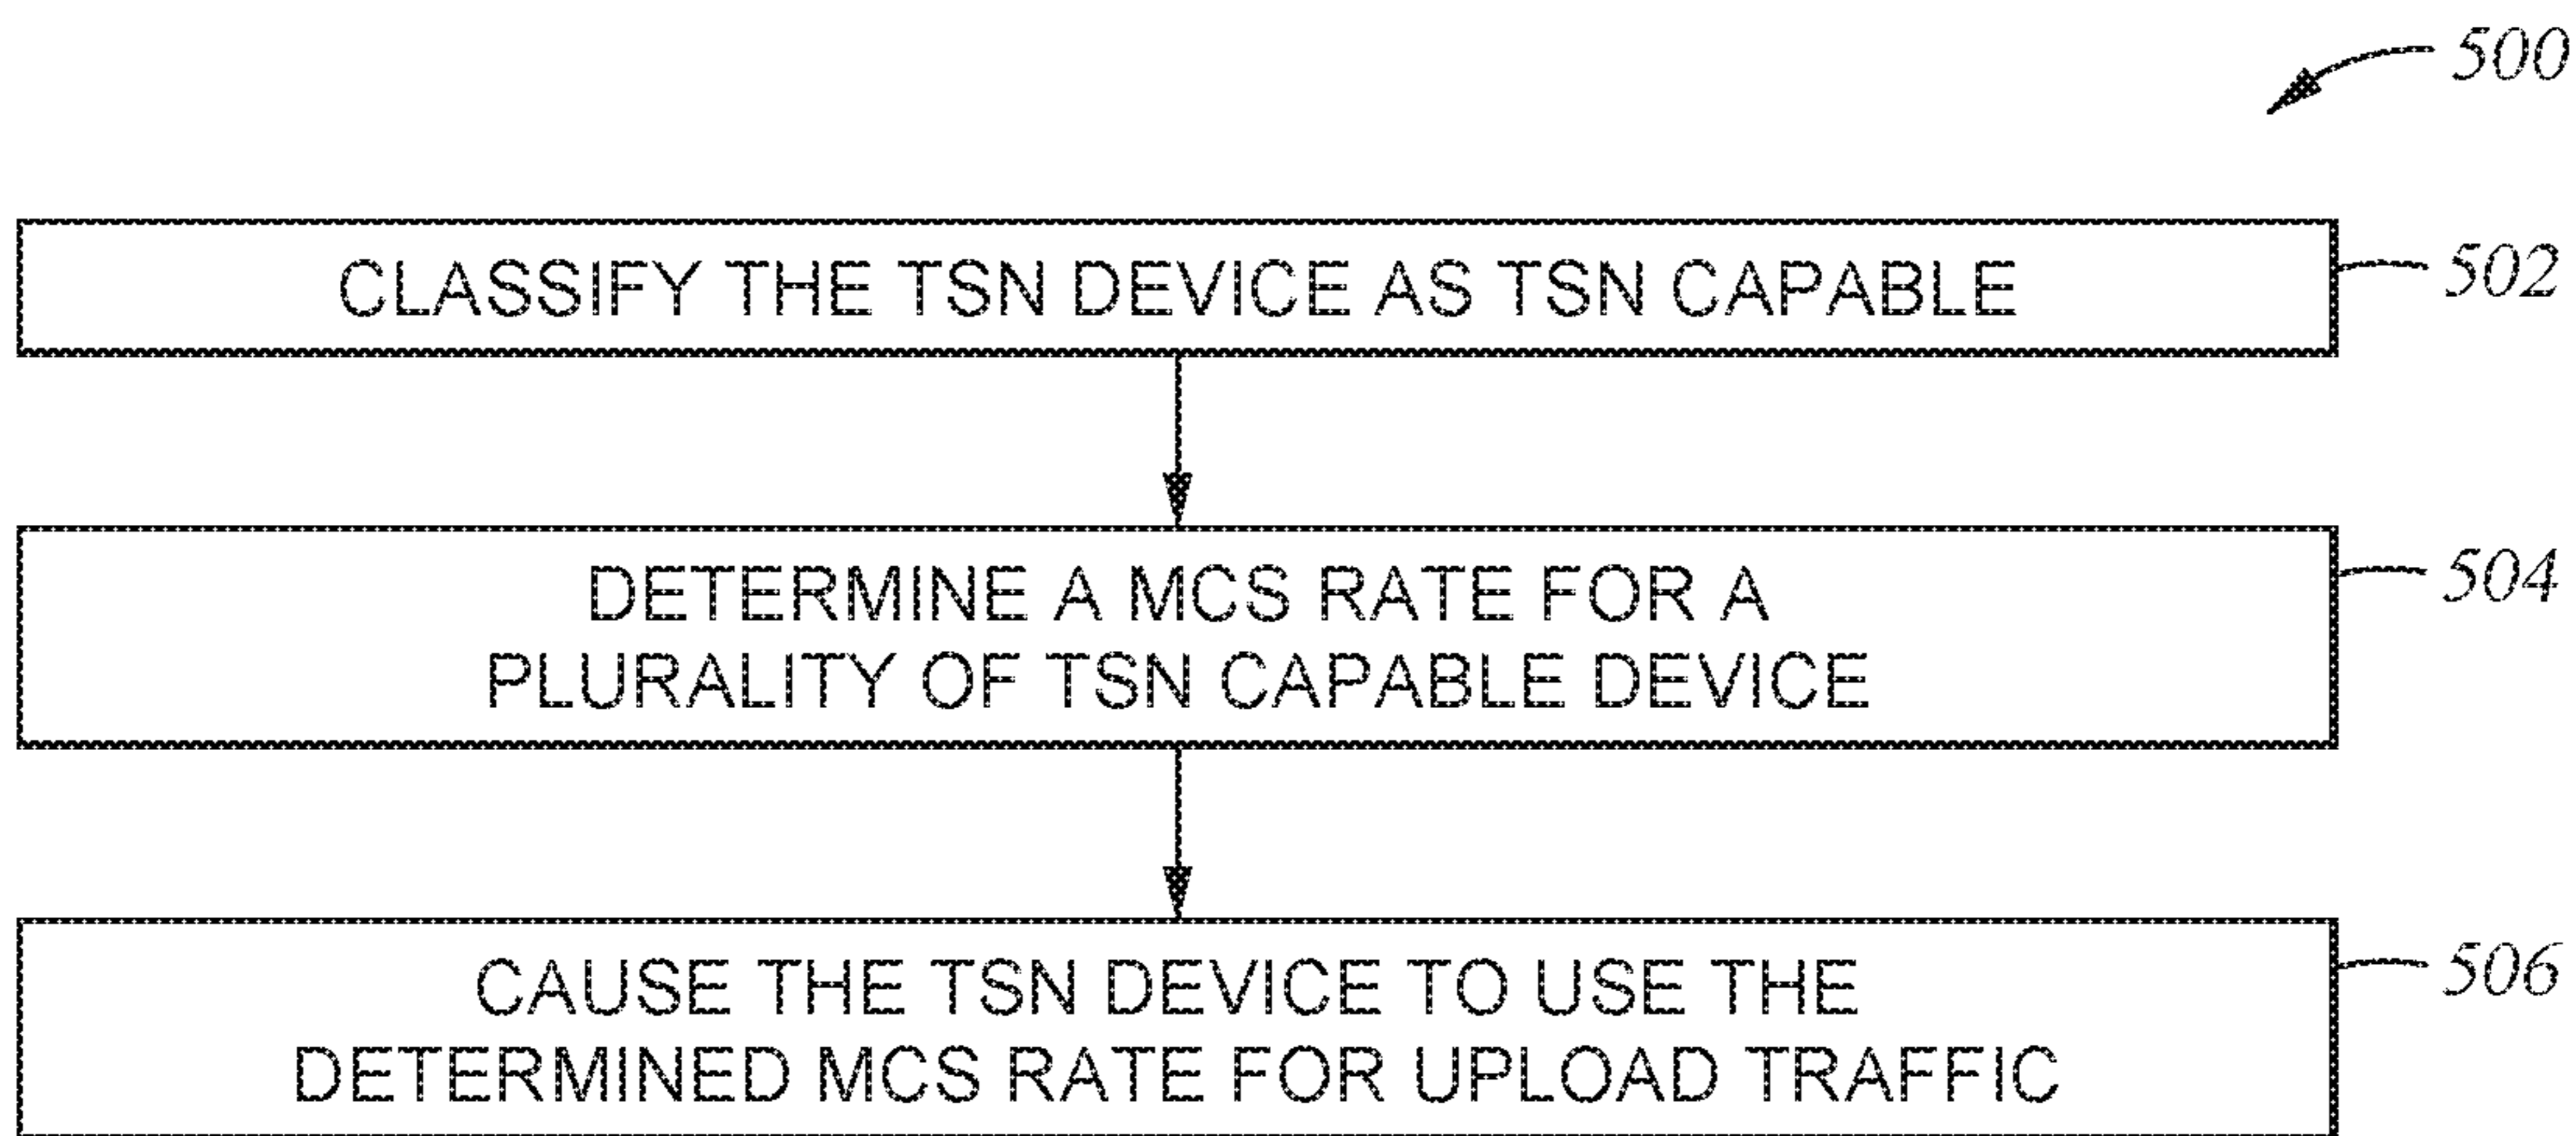 500
CLASSIFY THE TSN DEVICE AS TSN CAPABLE
502
DETERMINE A MCS RATE FOR A
PLURALITY OF TSN CAPABLE DEVICE
504
CAUSE THE TSN DEVICE TO USE THE
DETERMINED MCS RATE FOR UPLOAD TRAFFIC
506